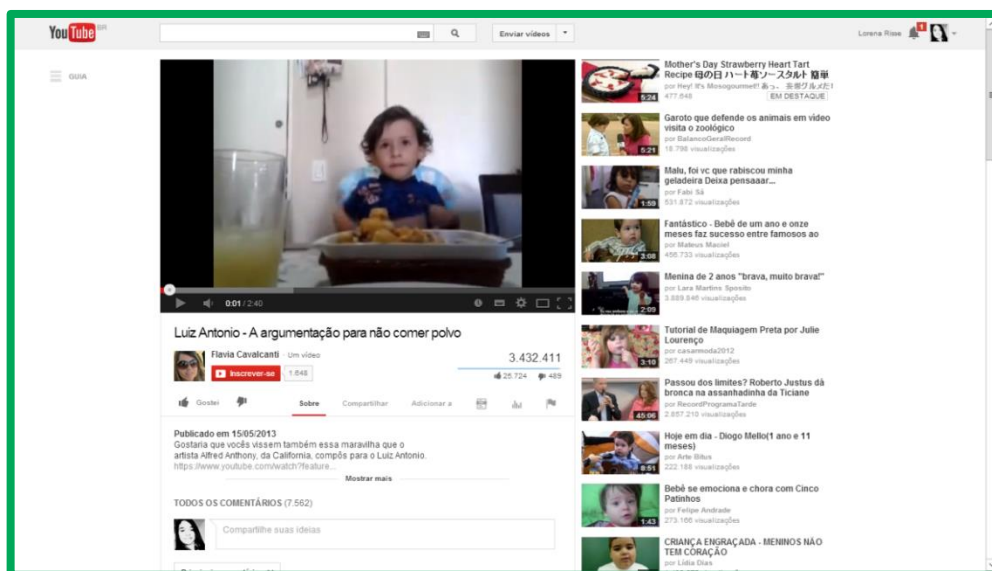 YouTube BR
Enviar vídeos
Lorena Risse
1
GUIA
0:01 / 2:40
Luiz Antonio - A argumentação para não comer polvo
Flavia Cavalcanti · Um vídeo
Inscrever-se 1.648
3.432.411
25.724 489
Gostei
Sobre
Compartilhar
Adicionar a
Publicado em 15/05/2013
Gostaria que vocês vissem também essa maravilha que o
artista Alfred Anthony, da California, compôs para o Luiz Antonio.
https://www.youtube.com/watch?feature...
Mostrar mais
TODOS OS COMENTÁRIOS (7.562)
Compartilhe suas ideias
Mother's Day Strawberry Heart Tart
Recipe 母の日 ハート苺ソースタルト 簡単
por Hey! It's Mosogourmet!
477.648
EM DESTAQUE
5:24
Garoto que defende os animais em vídeo
visita o zoológico
por BalancoGeralRecord
18.798 visualizações
5:21
Malu, foi vc que rabiscou minha
geladeira Deixa pensaaar...
por Fabi Sá
531.872 visualizações
1:59
Fantástico - Bebê de um ano e onze
meses faz sucesso entre famosos ao
por Mateus Maciel
456.733 visualizações
3:08
Menina de 2 anos "brava, muito brava!"
por Lara Martins Sposito
3.889.846 visualizações
2:09
Tutorial de Maquiagem Preta por Julie
Lourenço
por casarmoda2012
267.449 visualizações
3:10
Passou dos limites? Roberto Justus dá
bronca na assanhadinha da Ticiane
por RecordProgramaTarde
2.857.210 visualizações
45:06
Hoje em dia - Diogo Mello(1 ano e 11
meses)
por Arte Bitus
222.188 visualizações
8:51
Bebê se emociona e chora com Cinco
Patinhos
por Felipe Andrade
273.166 visualizações
1:43
CRIANÇA ENGRAÇADA - MENINOS NÃO
TEM CORAÇÃO
por Lídia Dias